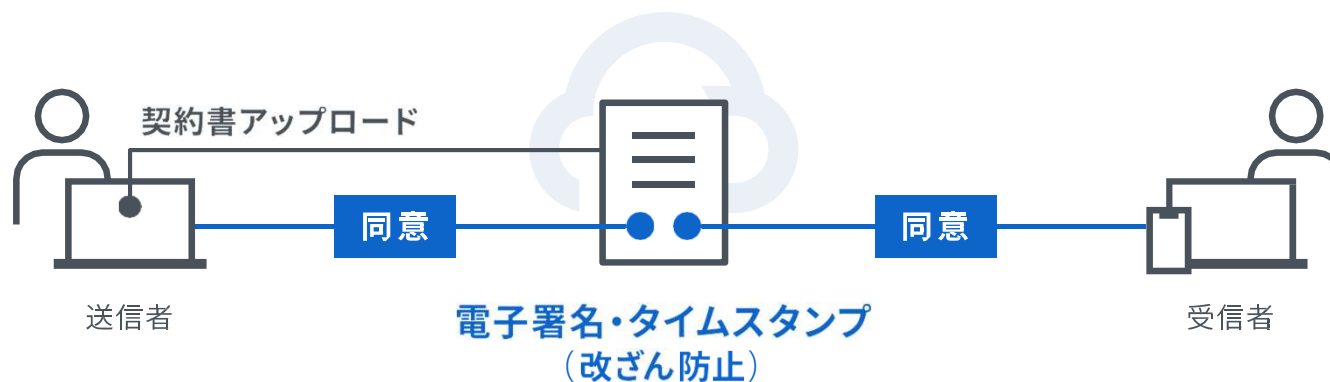 契約書アップロード
同意
同意
送信者
電子署名・タイムスタンプ
（改ざん防止）
受信者